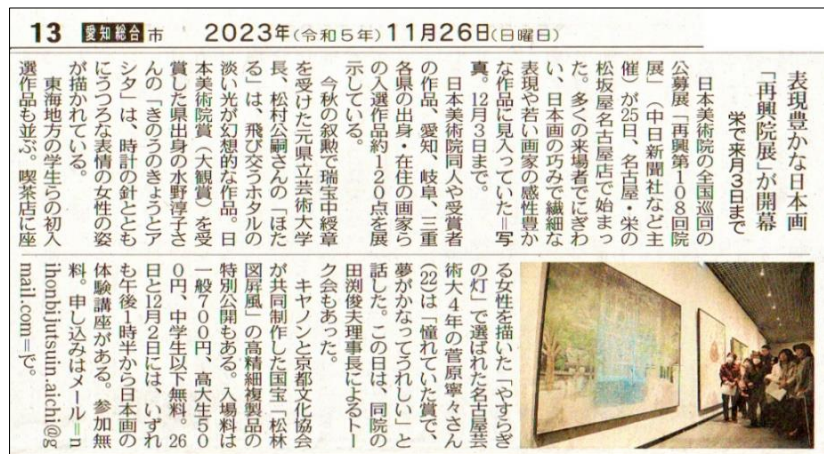 13 愛知総合 市 2023年(令和5年) 11月26日(日曜日)
表現豊かな日本画
「再興院展」が開幕
栄で来月3日まで
日本美術院の全国巡回の
公募展「再興第108回院
展」(中日新聞社など主
催)が25日、名古屋・栄の
松坂屋名古屋店で始まっ
た。多くの来場者でにぎわ
い、日本画の巧みで繊細な
表現や若い画家の感性豊か
な作品に見入っていた=写
真。12月3日まで。
日本美術院同人や受賞者
の作品、愛知、岐阜、三重
各県の出身・在住の画家ら
の入選作品約120点を展
示している。
今秋の叙勲で瑞宝中綬章
を受けた元県立芸術大学
長、松村公嗣さんの「ほた
る」は、飛び交うホタルの
淡い光が幻想的な作品。日
本美術院賞(大観賞)を受
賞した県出身の水野淳子さ
んの「きのうのきょうとア
シタ」は、時計の針ととも
にうつろな表情の女性の姿
が描かれている。
東海地方の学生らの初入
選作品も並ぶ。喫茶店に座
る女性を描いた「やすらぎ
の灯」で選ばれた名古屋芸
術大4年の菅原寧々さん
(22)は「憧れていた賞で、
夢がかなってうれしい」と
話した。この日は、同院の
田渕俊夫理事長によるトー
ク会もあった。
キヤノンと京都文化協会
が共同制作した国宝「松林
図屏風」の高精細複製品の
特別公開もある。入場料は
一般700円、高大生50
0円、中学生以下無料。26
日と12月2日には、いずれ
も午後1時半から日本画の
体験講座がある。参加無
料。申し込みはメール=n
ihonbijutsuin.aichi@g
mail.com=で。